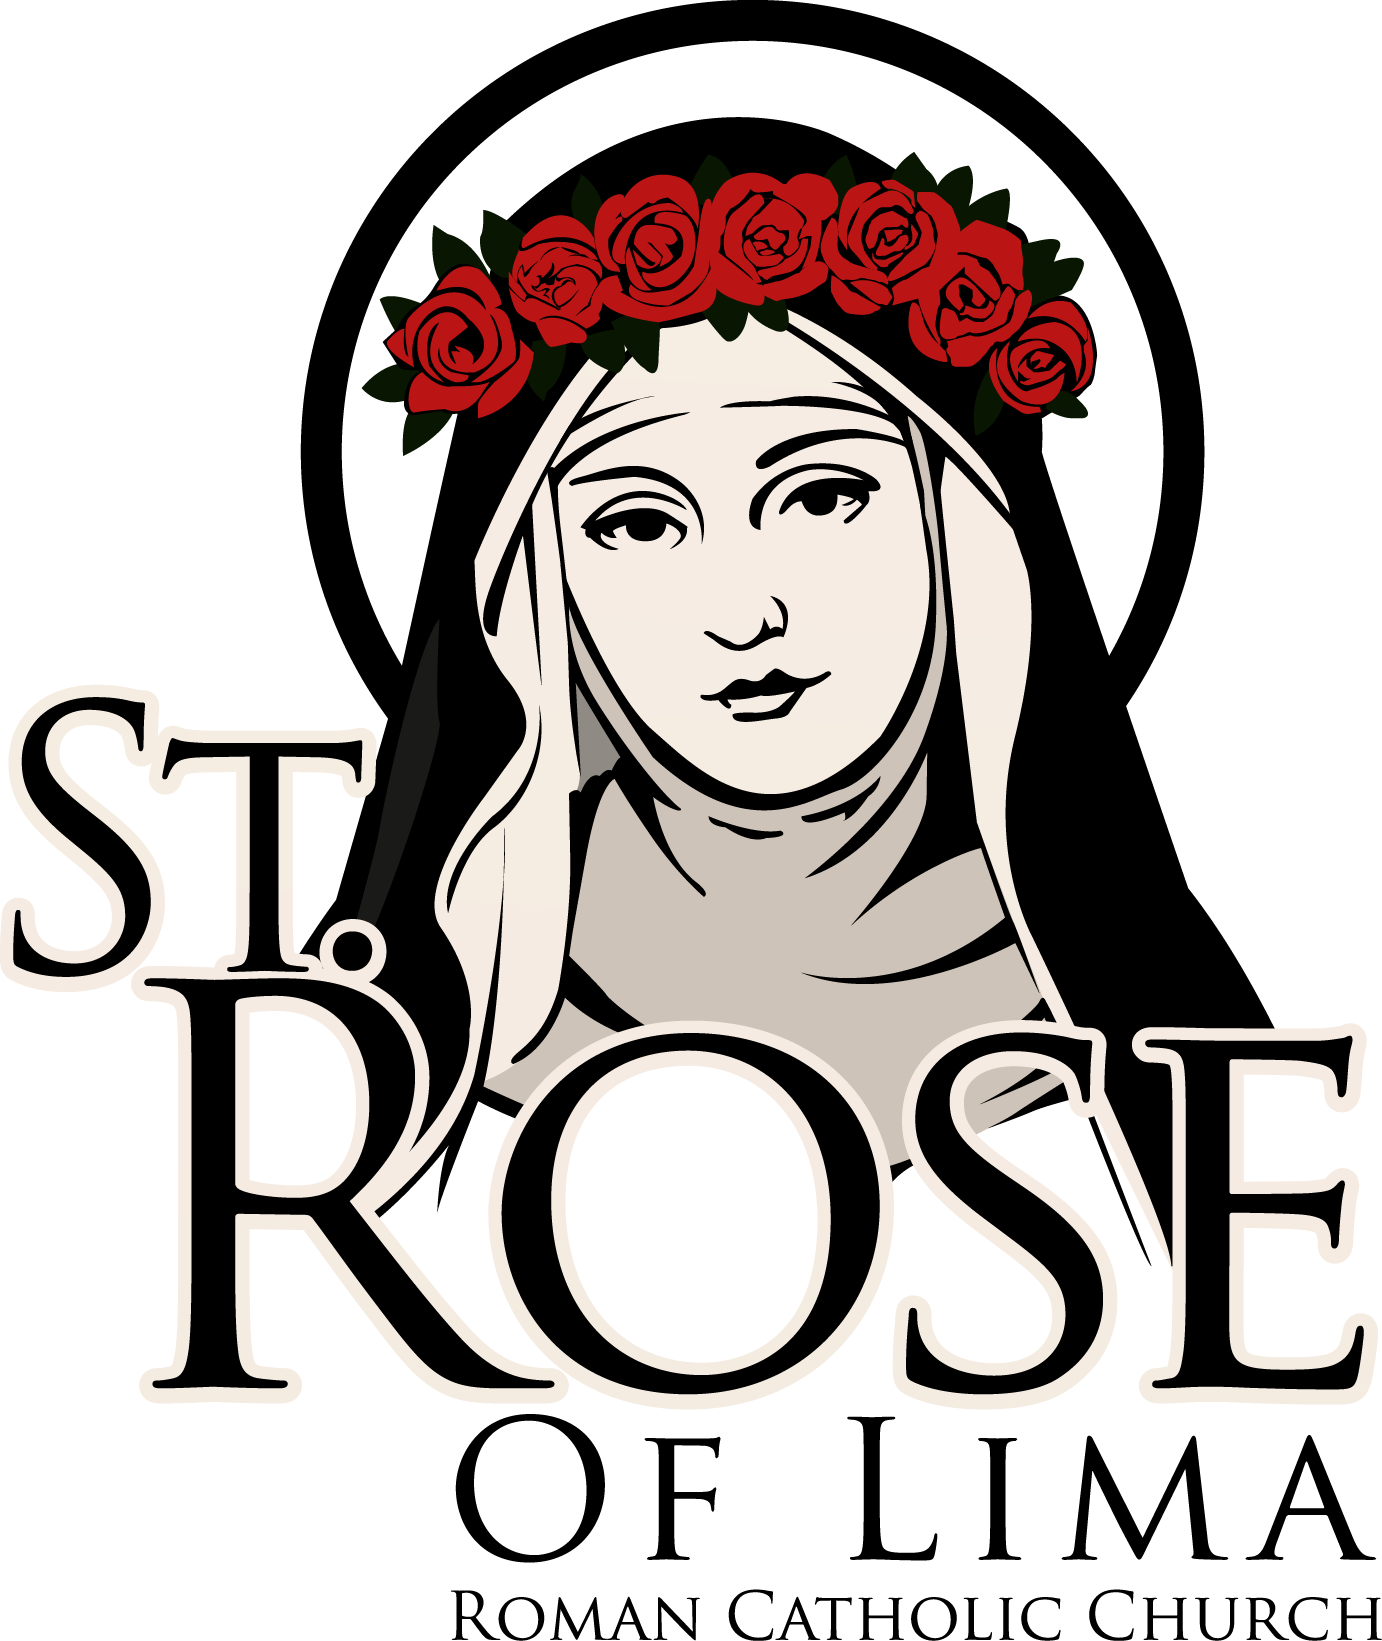 St.
Rose
Of Lima
Roman Catholic Church